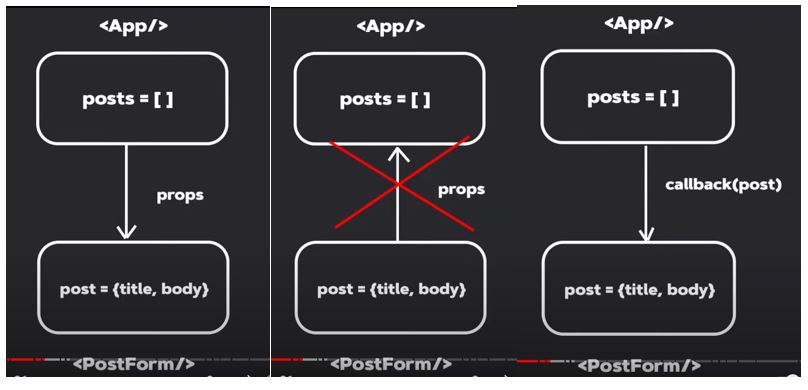 <App/>
posts = [ ]
props
post = {title, body}
<PostForm/>
<App/>
posts = [ ]
props
post = {title, body}
<PostForm/>
<App/>
posts = [ ]
callback(post)
post = {title, body}
<PostForm/>